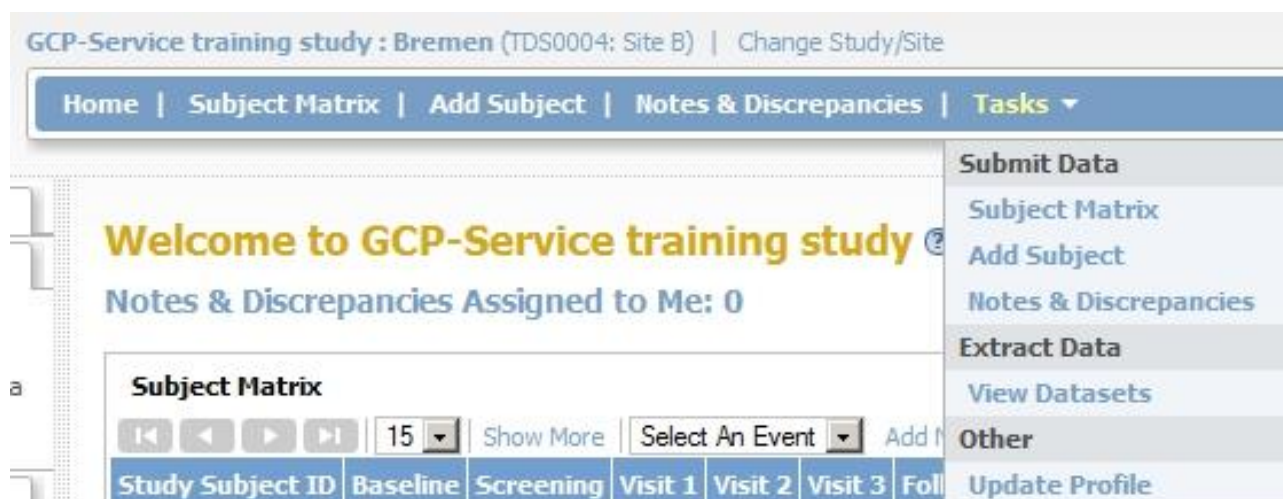 GCP-Service training study : Bremen (TDS0004: Site B) | Change Study/Site
Home | Subject Matrix | Add Subject | Notes & Discrepancies | Tasks
Submit Data
Subject Matrix
Add Subject
Notes & Discrepancies
Extract Data
View Datasets
Other
Update Profile
Welcome to GCP-Service training study ?
Notes & Discrepancies Assigned to Me: 0
a
Subject Matrix
15 Show More Select An Event Add
Study Subject ID Baseline Screening Visit 1 Visit 2 Visit 3 Foll